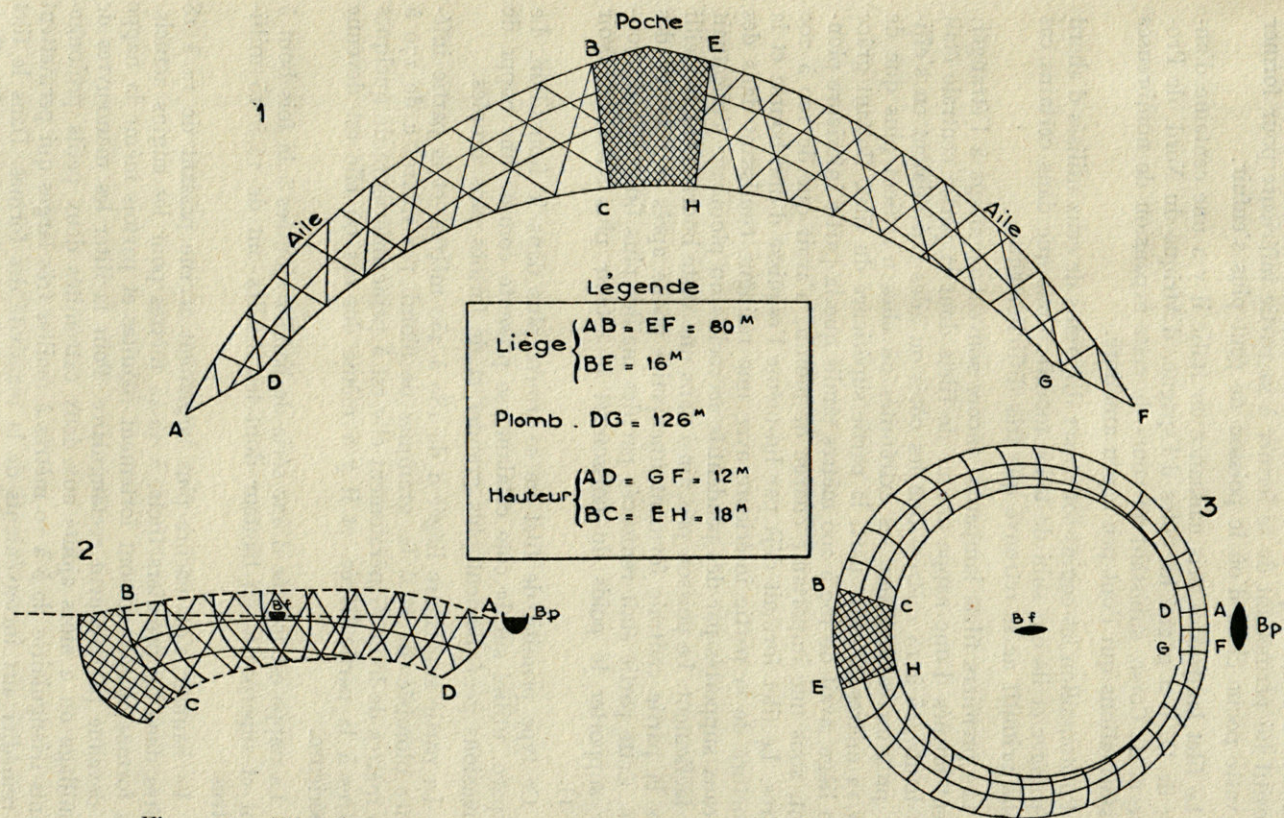 Poche
B
E
1
Aile
Aile
C
H
D
G
A
F
Légende
Liège
AB = EF = 80 M
BE = 16 M
Plomb . DG = 126 M
Hauteur
AD = GF = 12 M
BC = EH = 18 M
2
B
Bf
A
Bp
C
D
3
B
C
D
A
Bf
Bp
G
F
H
E